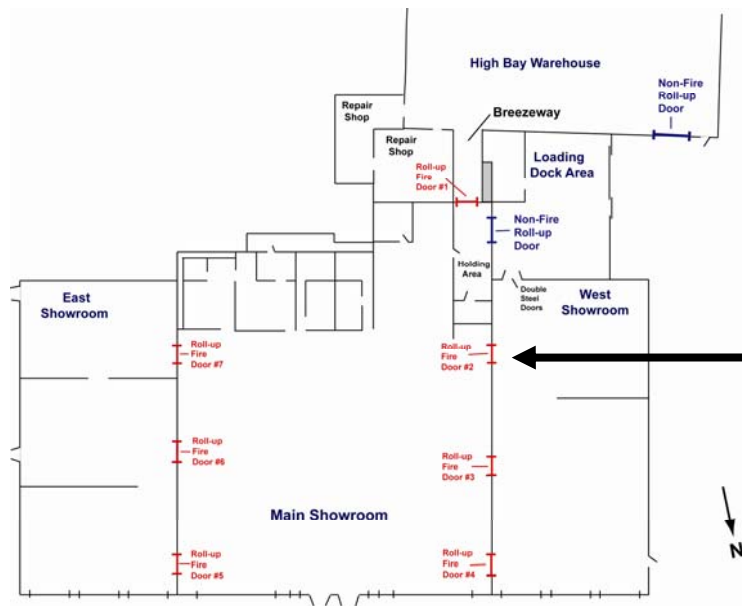 High Bay Warehouse
Non-Fire
Roll-up
Door
Repair
Shop
Breezeway
Repair
Shop
Loading
Dock Area
Roll-up
Fire
Door #1
Non-Fire
Roll-up
Door
Holding
Area
East
Showroom
Double
Steel
Doors
West
Showroom
Roll-up
Fire
Door #7
Roll-up
Fire
Door #2
Roll-up
Fire
Door #6
Roll-up
Fire
Door #3
Main Showroom
N
Roll-up
Fire
Door #5
Roll-up
Fire
Door #4